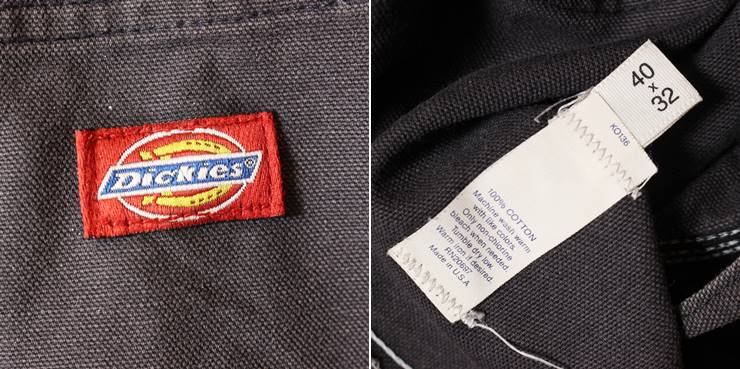 Dickies®
40
×
32
KO136
100% COTTON
Machine wash warm
with like colors.
Only non-chlorine
bleach when needed.
Tumble dry low.
Warm iron if desired.
RN20697
Made in U.S.A